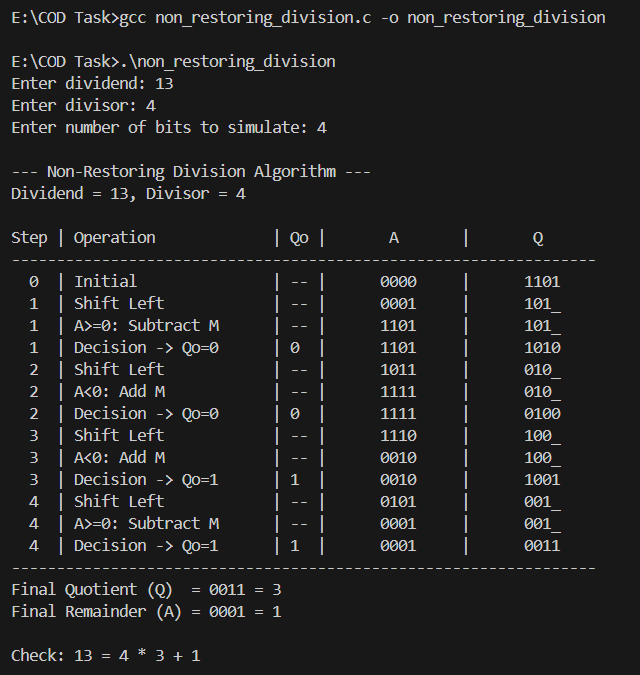 E:\COD Task>gcc non_restoring_division.c -o non_restoring_division
E:\COD Task>.\non_restoring_division
Enter dividend: 13
Enter divisor: 4
Enter number of bits to simulate: 4
--- Non-Restoring Division Algorithm ---
Dividend = 13, Divisor = 4
Step | Operation | Qo | A | Q
-----------------------------------------------------------------
0 | Initial | -- | 0000 | 1101
1 | Shift Left | -- | 0001 | 101_
1 | A>=0: Subtract M | -- | 1101 | 101_
1 | Decision -> Qo=0 | 0 | 1101 | 1010
2 | Shift Left | -- | 1011 | 010_
2 | A<0: Add M | -- | 1111 | 010_
2 | Decision -> Qo=0 | 0 | 1111 | 0100
3 | Shift Left | -- | 1110 | 100_
3 | A<0: Add M | -- | 0010 | 100_
3 | Decision -> Qo=1 | 1 | 0010 | 1001
4 | Shift Left | -- | 0101 | 001_
4 | A>=0: Subtract M | -- | 0001 | 001_
4 | Decision -> Qo=1 | 1 | 0001 | 0011
-----------------------------------------------------------------
Final Quotient (Q) = 0011 = 3
Final Remainder (A) = 0001 = 1
Check: 13 = 4 * 3 + 1